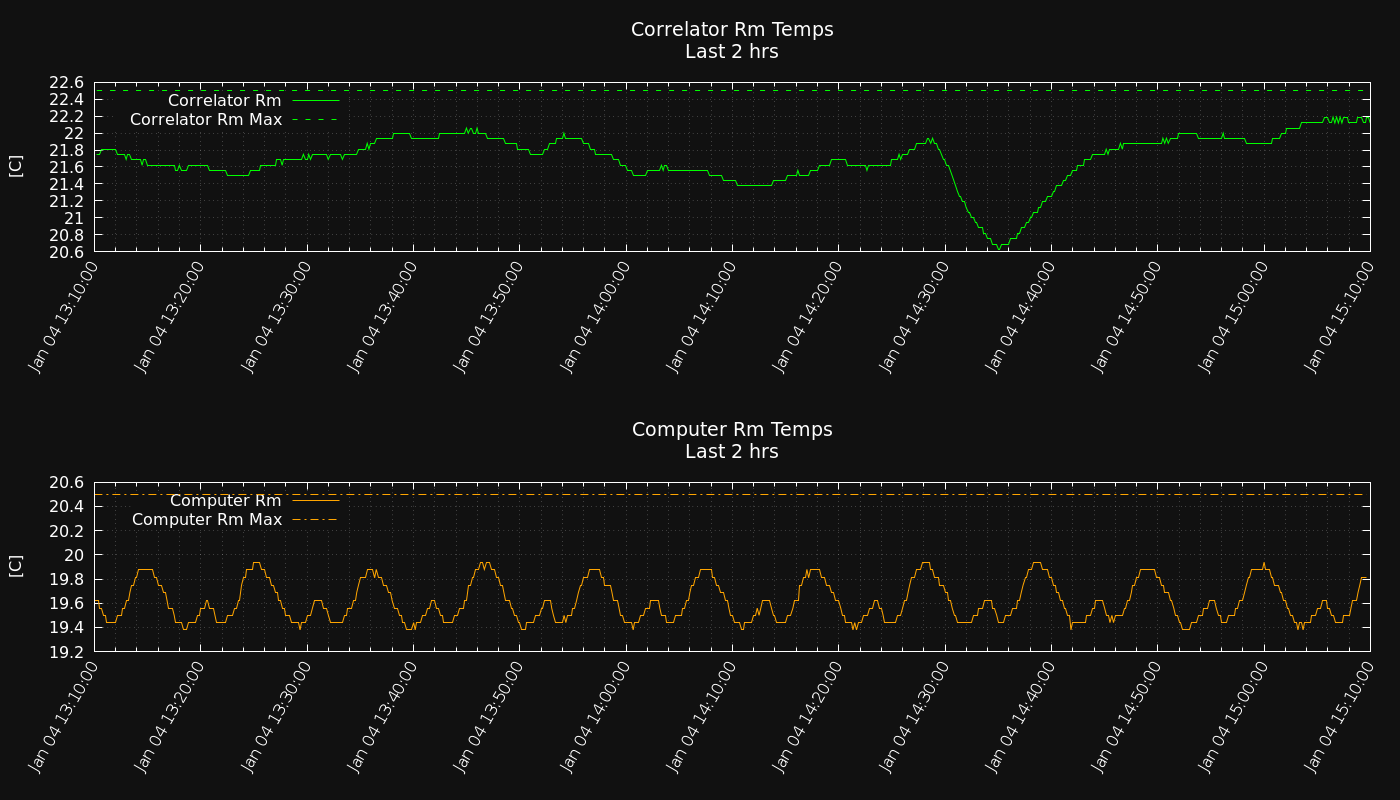 Correlator Rm Temps
Last 2 hrs
22.6
22.4
22.2
22
21.8
21.6
21.4
21.2
21
20.8
20.6
[C]
Correlator Rm
Correlator Rm Max
Jan 04 13:10:00
Jan 04 13:20:00
Jan 04 13:30:00
Jan 04 13:40:00
Jan 04 13:50:00
Jan 04 14:00:00
Jan 04 14:10:00
Jan 04 14:20:00
Jan 04 14:30:00
Jan 04 14:40:00
Jan 04 14:50:00
Jan 04 15:00:00
Jan 04 15:10:00
Computer Rm Temps
Last 2 hrs
20.6
20.4
20.2
20
19.8
19.6
19.4
19.2
[C]
Computer Rm
Computer Rm Max
Jan 04 13:10:00
Jan 04 13:20:00
Jan 04 13:30:00
Jan 04 13:40:00
Jan 04 13:50:00
Jan 04 14:00:00
Jan 04 14:10:00
Jan 04 14:20:00
Jan 04 14:30:00
Jan 04 14:40:00
Jan 04 14:50:00
Jan 04 15:00:00
Jan 04 15:10:00